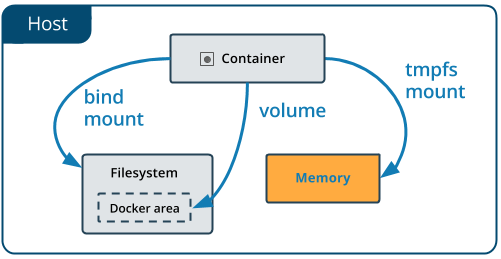 Host
Container
bind
mount
volume
tmpfs
mount
Filesystem
Docker area
Memory